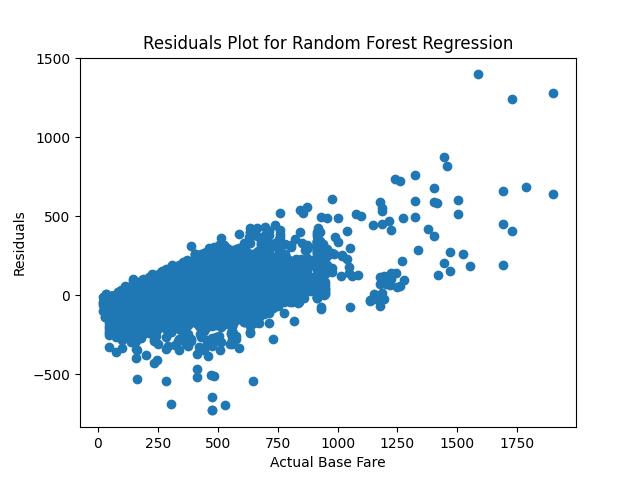 Residuals Plot for Random Forest Regression
1500
1000
500
0
−500
Residuals
0 250 500 750 1000 1250 1500 1750
Actual Base Fare